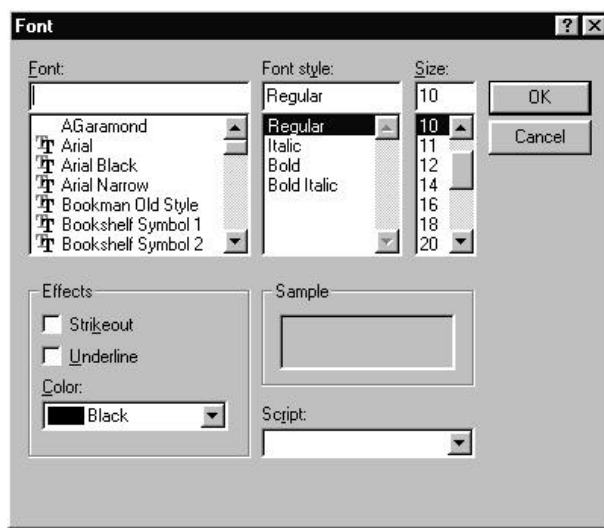 Font
Font:
Font style:
Size:
Regular
10
OK
Cancel
AGaramond
Arial
Arial Black
Arial Narrow
Bookman Old Style
Bookshelf Symbol 1
Bookshelf Symbol 2
Regular
Italic
Bold
Bold Italic
10
11
12
14
16
18
20
Effects
Strikeout
Underline
Color:
Black
Sample
Script: